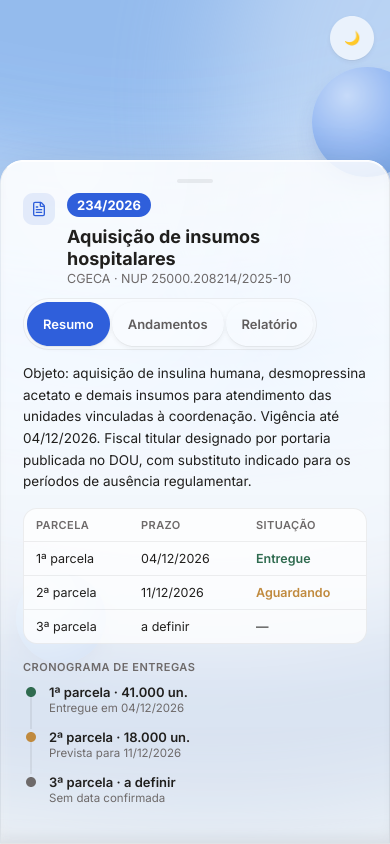 234/2026
Aquisição de insumos
hospitalares
CGECA · NUP 25000.208214/2025-10
Resumo Andamentos Relatório
Objeto: aquisição de insulina humana, desmopressina
acetato e demais insumos para atendimento das
unidades vinculadas à coordenação. Vigência até
04/12/2026. Fiscal titular designado por portaria
publicada no DOU, com substituto indicado para os
períodos de ausência regulamentar.
PARCELA PRAZO SITUAÇÃO
1ª parcela 04/12/2026 Entregue
2ª parcela 11/12/2026 Aguardando
3ª parcela a definir —
CRONOGRAMA DE ENTREGAS
1ª parcela · 41.000 un.
Entregue em 04/12/2026
2ª parcela · 18.000 un.
Prevista para 11/12/2026
3ª parcela · a definir
Sem data confirmada